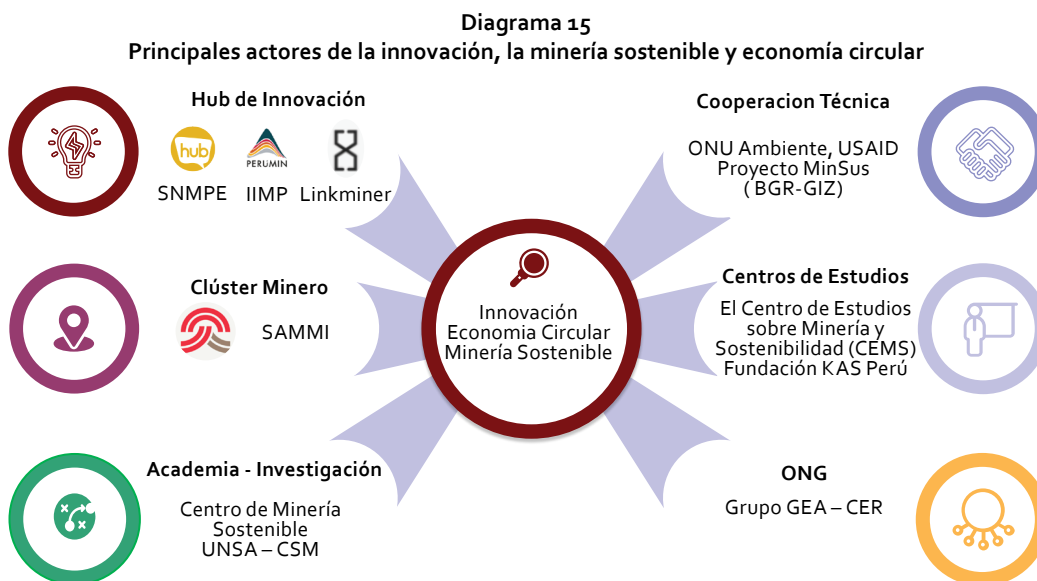 Diagrama 15
Principales actores de la innovación, la minería sostenible y economía circular
Hub de Innovación
hub
PERUMIN
SNMPE IIMP Linkminer
Clúster Minero
SAMMI
Academia - Investigación
Centro de Minería
Sostenible
UNSA – CSM
Innovación
Economia Circular
Minería Sostenible
Cooperacion Técnica
ONU Ambiente, USAID
Proyecto MinSus
( BGR-GIZ)
Centros de Estudios
El Centro de Estudios
sobre Minería y
Sostenibilidad (CEMS)
Fundación KAS Perú
ONG
Grupo GEA – CER